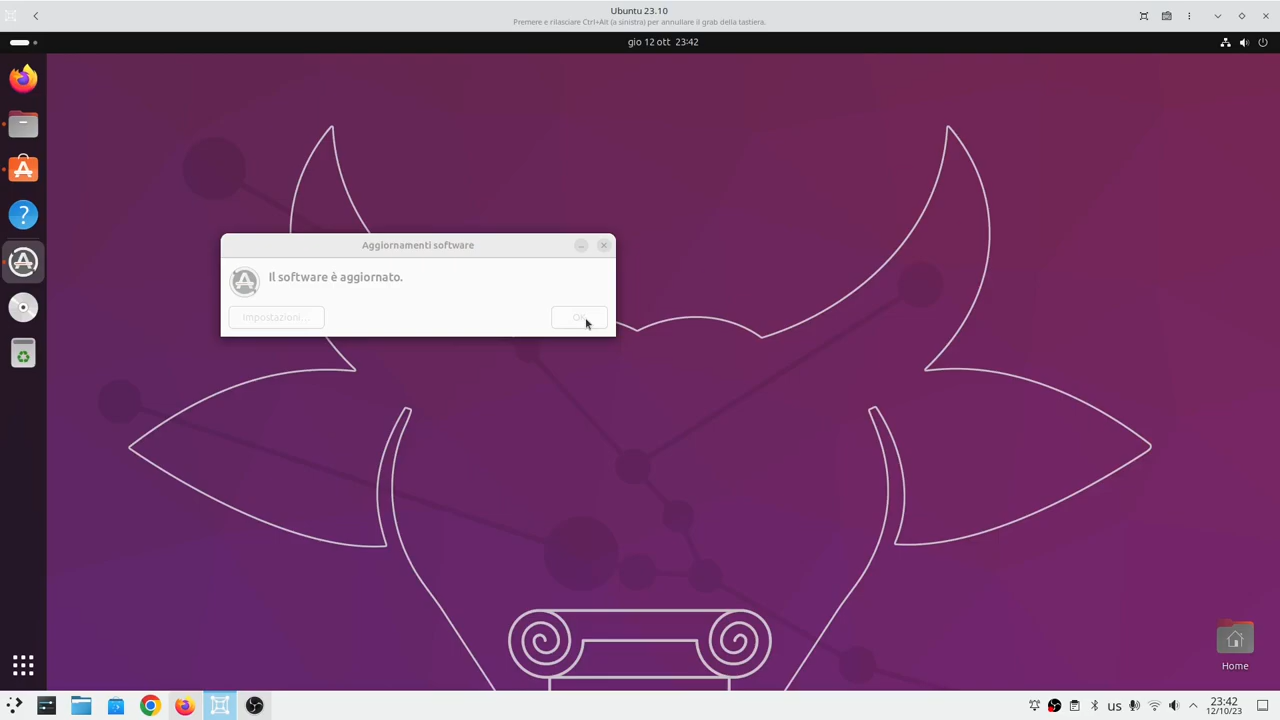 Ubuntu 23.10
Premere e rilasciare Ctrl+Alt (a sinistra) per annullare il grab della tastiera.
gio 12 ott 23:42
Aggiornamenti software
Il software è aggiornato.
Impostazioni...
OK
Home
us
23:42
12/10/23